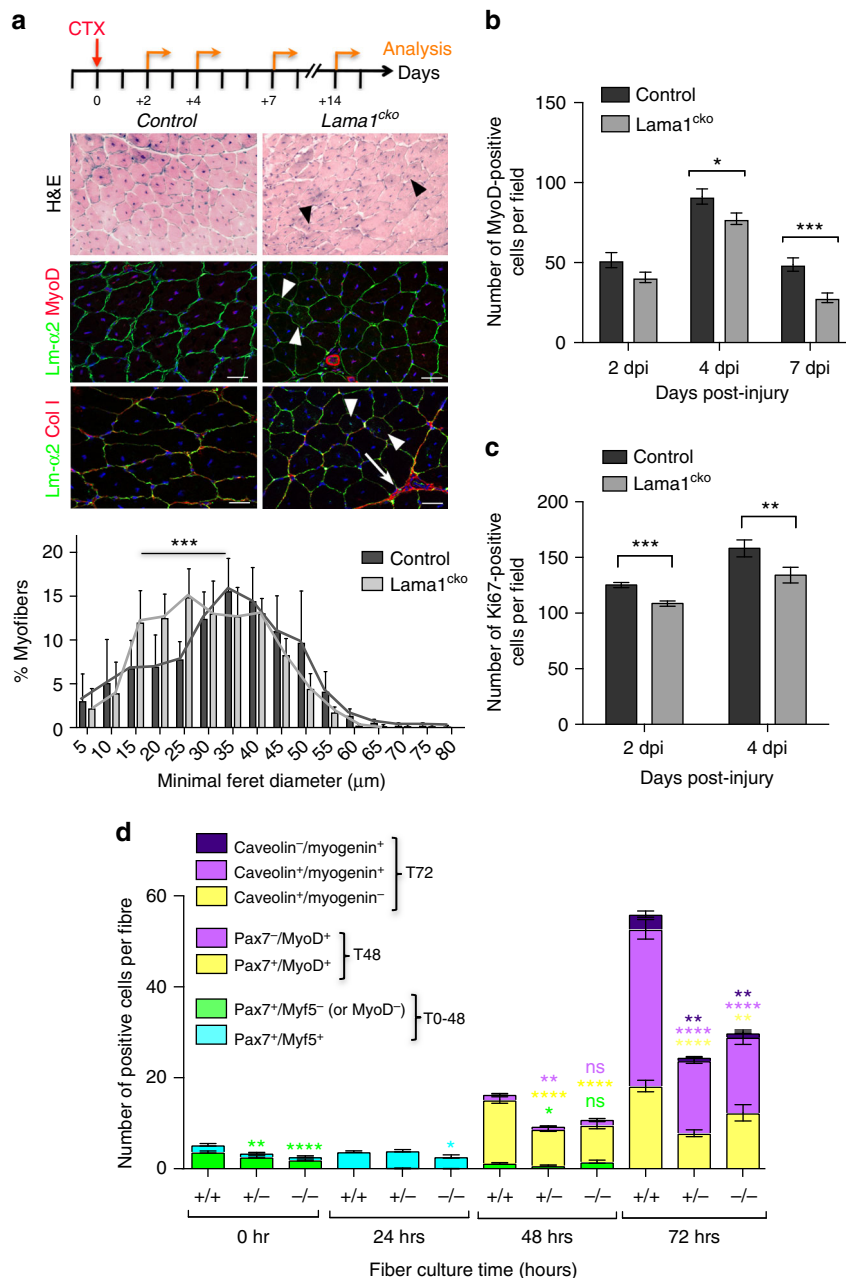 a
CTX
Analysis
Days
0
+2
+4
+7
+14
Control
Lama1cko
H&E
Lm-α2 MyoD
Lm-α2 Col I
***
Control
Lama1cko
% Myofibers
20
15
10
5
0
5 10 15 20 25 30 35 40 45 50 55 60 65 70 75 80
Minimal feret diameter (μm)
b
Control
Lama1cko
Number of MyoD-positive
cells per field
150
100
50
0
*
***
2 dpi 4 dpi 7 dpi
Days post-injury
c
Control
Lama1cko
Number of Ki67-positive
cells per field
200
150
100
50
0
***
**
2 dpi 4 dpi
Days post-injury
d
Caveolin–/myogenin+
Caveolin+/myogenin+
Caveolin+/myogenin–
T72
Pax7–/MyoD+
Pax7+/MyoD+
T48
Pax7+/Myf5– (or MyoD–)
Pax7+/Myf5+
T0-48
Number of positive cells per fibre
60
40
20
0
**
****
*
**
****
*
ns
****
ns
**
****
****
**
****
**
+/+ +/– –/– +/+ +/– –/– +/+ +/– –/– +/+ +/– –/–
0 hr 24 hrs 48 hrs 72 hrs
Fiber culture time (hours)